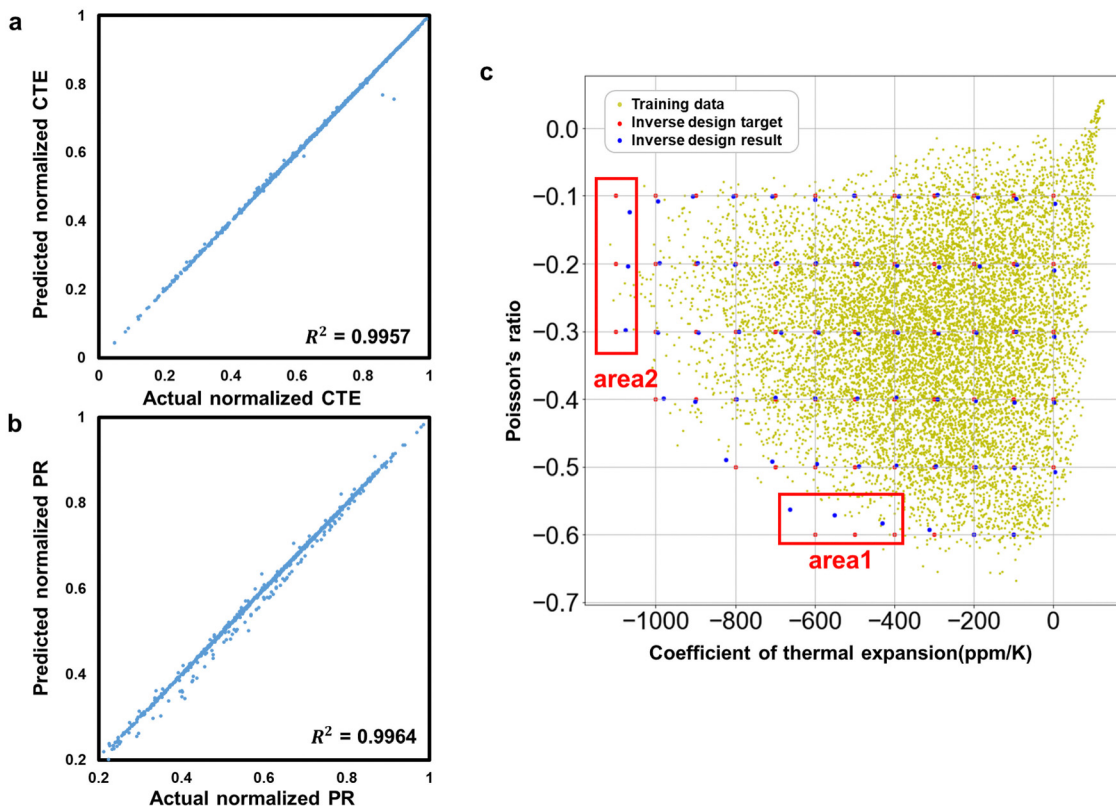 a
1
0.8
0.6
0.4
0.2
0
Predicted normalized CTE
R² = 0.9957
0 0.2 0.4 0.6 0.8 1
Actual normalized CTE
b
1
0.8
0.6
0.4
0.2
Predicted normalized PR
R² = 0.9964
0.2 0.4 0.6 0.8 1
Actual normalized PR
c
Training data
Inverse design target
Inverse design result
0.0
−0.1
−0.2
−0.3
−0.4
−0.5
−0.6
−0.7
Poisson's ratio
area2
area1
−1000 −800 −600 −400 −200 0
Coefficient of thermal expansion(ppm/K)